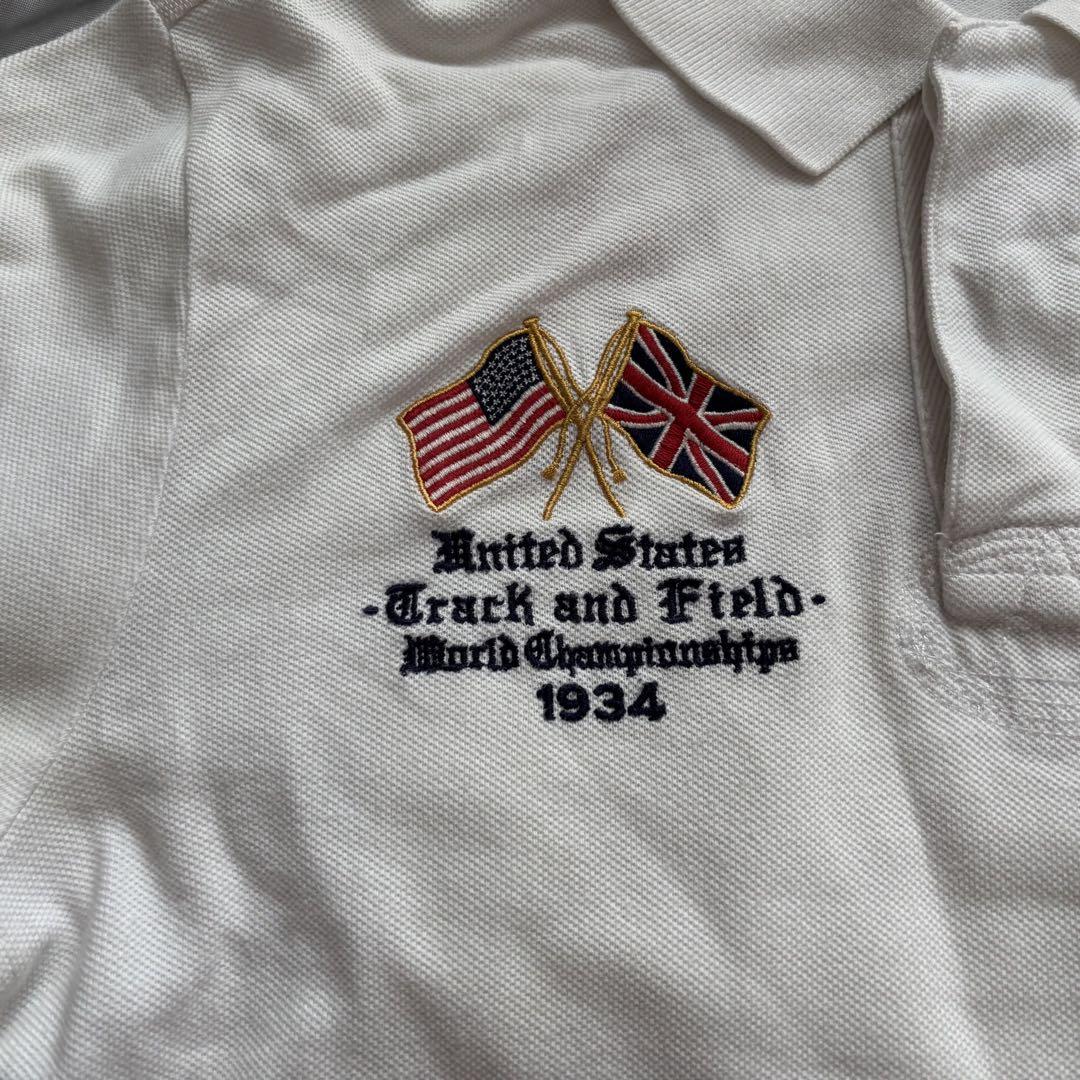 United States
·Track and Field·
World Championships
1934